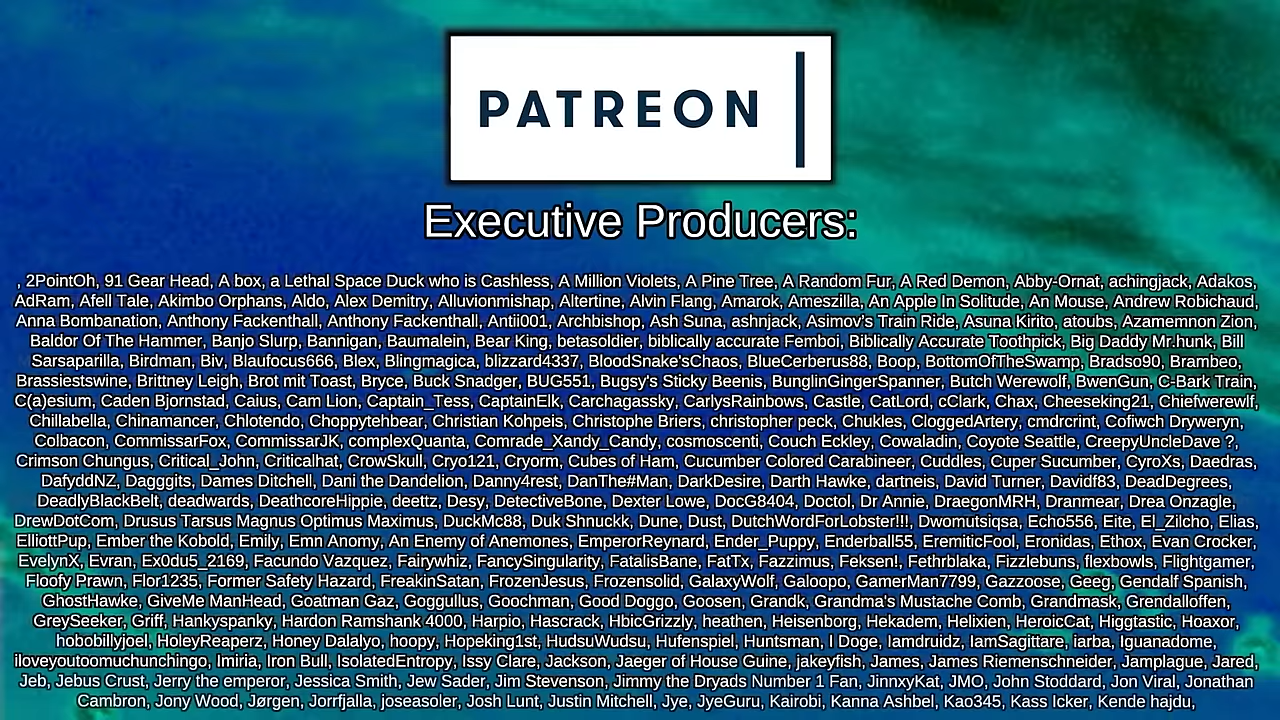 PATREON
Executive Producers:
, 2PointOh, 91 Gear Head, A box, a Lethal Space Duck who is Cashless, A Million Violets, A Pine Tree, A Random Fur, A Red Demon, Abby-Ornat, achingjack, Adakos,
AdRam, Afell Tale, Akimbo Orphans, Aldo, Alex Demitry, Alluvionmishap, Altertine, Alvin Flang, Amarok, Ameszilla, An Apple In Solitude, An Mouse, Andrew Robichaud,
Anna Bombanation, Anthony Fackenthall, Anthony Fackenthall, Antii001, Archbishop, Ash Suna, ashnjack, Asimov's Train Ride, Asuna Kirito, atoubs, Azamemnon Zion,
Baldor Of The Hammer, Banjo Slurp, Bannigan, Baumalein, Bear King, betasoldier, biblically accurate Femboi, Biblically Accurate Toothpick, Big Daddy Mr.hunk, Bill
Sarsaparilla, Birdman, Biv, Blaufocus666, Blex, Blingmagica, blizzard4337, BloodSnake'sChaos, BlueCerberus88, Boop, BottomOfTheSwamp, Bradso90, Brambeo,
Brassiestswine, Brittney Leigh, Brot mit Toast, Bryce, Buck Snadger, BUG551, Bugsy's Sticky Beenis, BunglinGingerSpanner, Butch Werewolf, BwenGun, C-Bark Train,
C(a)esium, Caden Bjornstad, Caius, Cam Lion, Captain_Tess, CaptainElk, Carchagassky, CarlysRainbows, Castle, CatLord, cClark, Chax, Cheeseking21, Chiefwerewlf,
Chillabella, Chinamancer, Chlotendo, Choppytehbear, Christian Kohpeis, Christophe Briers, christopher peck, Chukles, CloggedArtery, cmdrcrint, Cofiwch Dryweryn,
Colbacon, CommissarFox, CommissarJK, complexQuanta, Comrade_Xandy_Candy, cosmoscenti, Couch Eckley, Cowaladin, Coyote Seattle, CreepyUncleDave ?,
Crimson Chungus, Critical_John, Criticalhat, CrowSkull, Cryo121, Cryorm, Cubes of Ham, Cucumber Colored Carabineer, Cuddles, Cuper Sucumber, CyroXs, Daedras,
DafyddNZ, Dagggits, Dames Ditchell, Dani the Dandelion, Danny4rest, DanThe#Man, DarkDesire, Darth Hawke, dartneis, David Turner, Davidf83, DeadDegrees,
DeadlyBlackBelt, deadwards, DeathcoreHippie, deettz, Desy, DetectiveBone, Dexter Lowe, DocG8404, Doctol, Dr Annie, DraegonMRH, Dranmear, Drea Onzagle,
DrewDotCom, Drusus Tarsus Magnus Optimus Maximus, DuckMc88, Duk Shnuckk, Dune, Dust, DutchWordForLobster!!!, Dwomutsiqsa, Echo556, Eite, El_Zilcho, Elias,
ElliottPup, Ember the Kobold, Emily, Emn Anomy, An Enemy of Anemones, EmperorReynard, Ender_Puppy, Enderball55, EremiticFool, Eronidas, Ethox, Evan Crocker,
EvelynX, Evran, Ex0du5_2169, Facundo Vazquez, Fairywhiz, FancySingularity, FatalisBane, FatTx, Fazzimus, Feksen!, Fethrblaka, Fizzlebuns, flexbowls, Flightgamer,
Floofy Prawn, Flor1235, Former Safety Hazard, FreakinSatan, FrozenJesus, Frozensolid, GalaxyWolf, Galoopo, GamerMan7799, Gazzoose, Geeg, Gendalf Spanish,
GhostHawke, GiveMe ManHead, Goatman Gaz, Goggullus, Goochman, Good Doggo, Goosen, Grandk, Grandma's Mustache Comb, Grandmask, Grendalloffen,
GreySeeker, Griff, Hankyspanky, Hardon Ramshank 4000, Harpio, Hascrack, HbicGrizzly, heathen, Heisenborg, Hekadem, Helixien, HeroicCat, Higgtastic, Hoaxor,
hobobillyjoel, HoleyReaperz, Honey Dalalyo, hoopy, Hopeking1st, HudsuWudsu, Hufenspiel, Huntsman, I Doge, Iamdruidz, IamSagittare, iarba, Iguanadome,
iloveyoutoomuchunchingo, Imiria, Iron Bull, IsolatedEntropy, Issy Clare, Jackson, Jaeger of House Guine, jakeyfish, James, James Riemenschneider, Jamplague, Jared,
Jeb, Jebus Crust, Jerry the emperor, Jessica Smith, Jew Sader, Jim Stevenson, Jimmy the Dryads Number 1 Fan, JinnxyKat, JMO, John Stoddard, Jon Viral, Jonathan
Cambron, Jony Wood, Jørgen, Jorrfjalla, joseasoler, Josh Lunt, Justin Mitchell, Jye, JyeGuru, Kairobi, Kanna Ashbel, Kao345, Kass Icker, Kende hajdu,